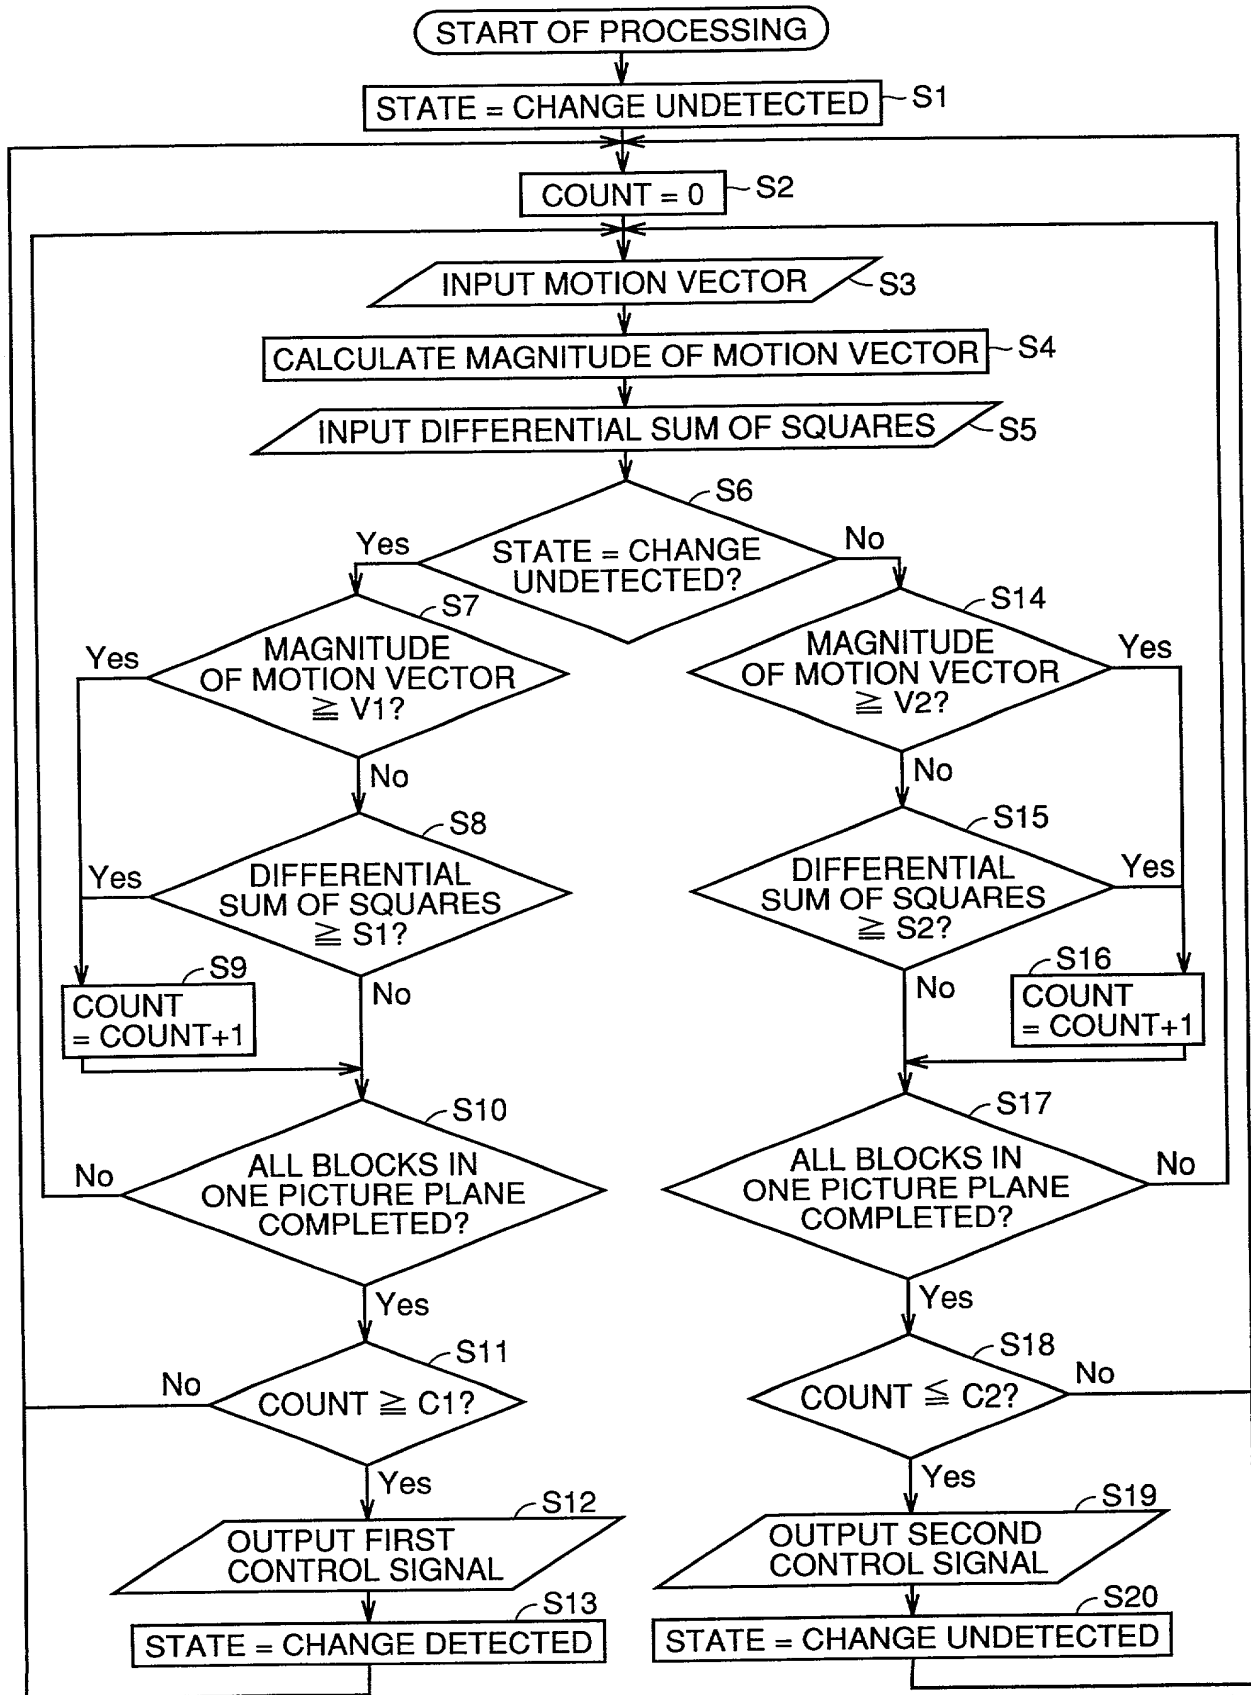 START OF PROCESSING
STATE = CHANGE UNDETECTED
S1
COUNT = 0
S2
INPUT MOTION VECTOR
S3
CALCULATE MAGNITUDE OF MOTION VECTOR
S4
INPUT DIFFERENTIAL SUM OF SQUARES
S5
S6
STATE = CHANGE
UNDETECTED?
Yes
No
S7
MAGNITUDE
OF MOTION VECTOR
≧ V1?
Yes
No
S8
DIFFERENTIAL
SUM OF SQUARES
≧ S1?
Yes
No
S9
COUNT
= COUNT+1
S10
ALL BLOCKS IN
ONE PICTURE PLANE
COMPLETED?
No
Yes
S11
COUNT ≧ C1?
No
Yes
S12
OUTPUT FIRST
CONTROL SIGNAL
S13
STATE = CHANGE DETECTED
S14
MAGNITUDE
OF MOTION VECTOR
≧ V2?
Yes
No
S15
DIFFERENTIAL
SUM OF SQUARES
≧ S2?
Yes
No
S16
COUNT
= COUNT+1
S17
ALL BLOCKS IN
ONE PICTURE PLANE
COMPLETED?
No
Yes
S18
COUNT ≦ C2?
No
Yes
S19
OUTPUT SECOND
CONTROL SIGNAL
S20
STATE = CHANGE UNDETECTED